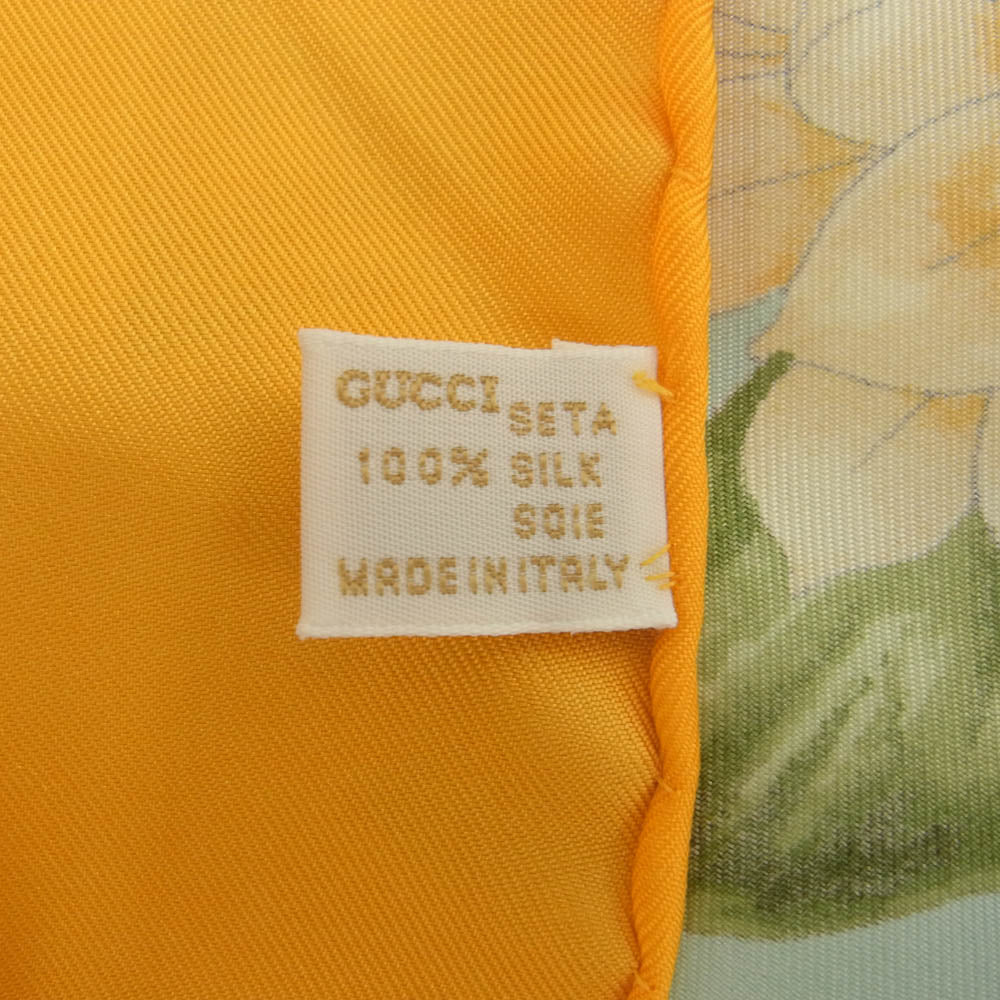 GUCCI
SETA
100% SILK
SOIE
MADE IN ITALY